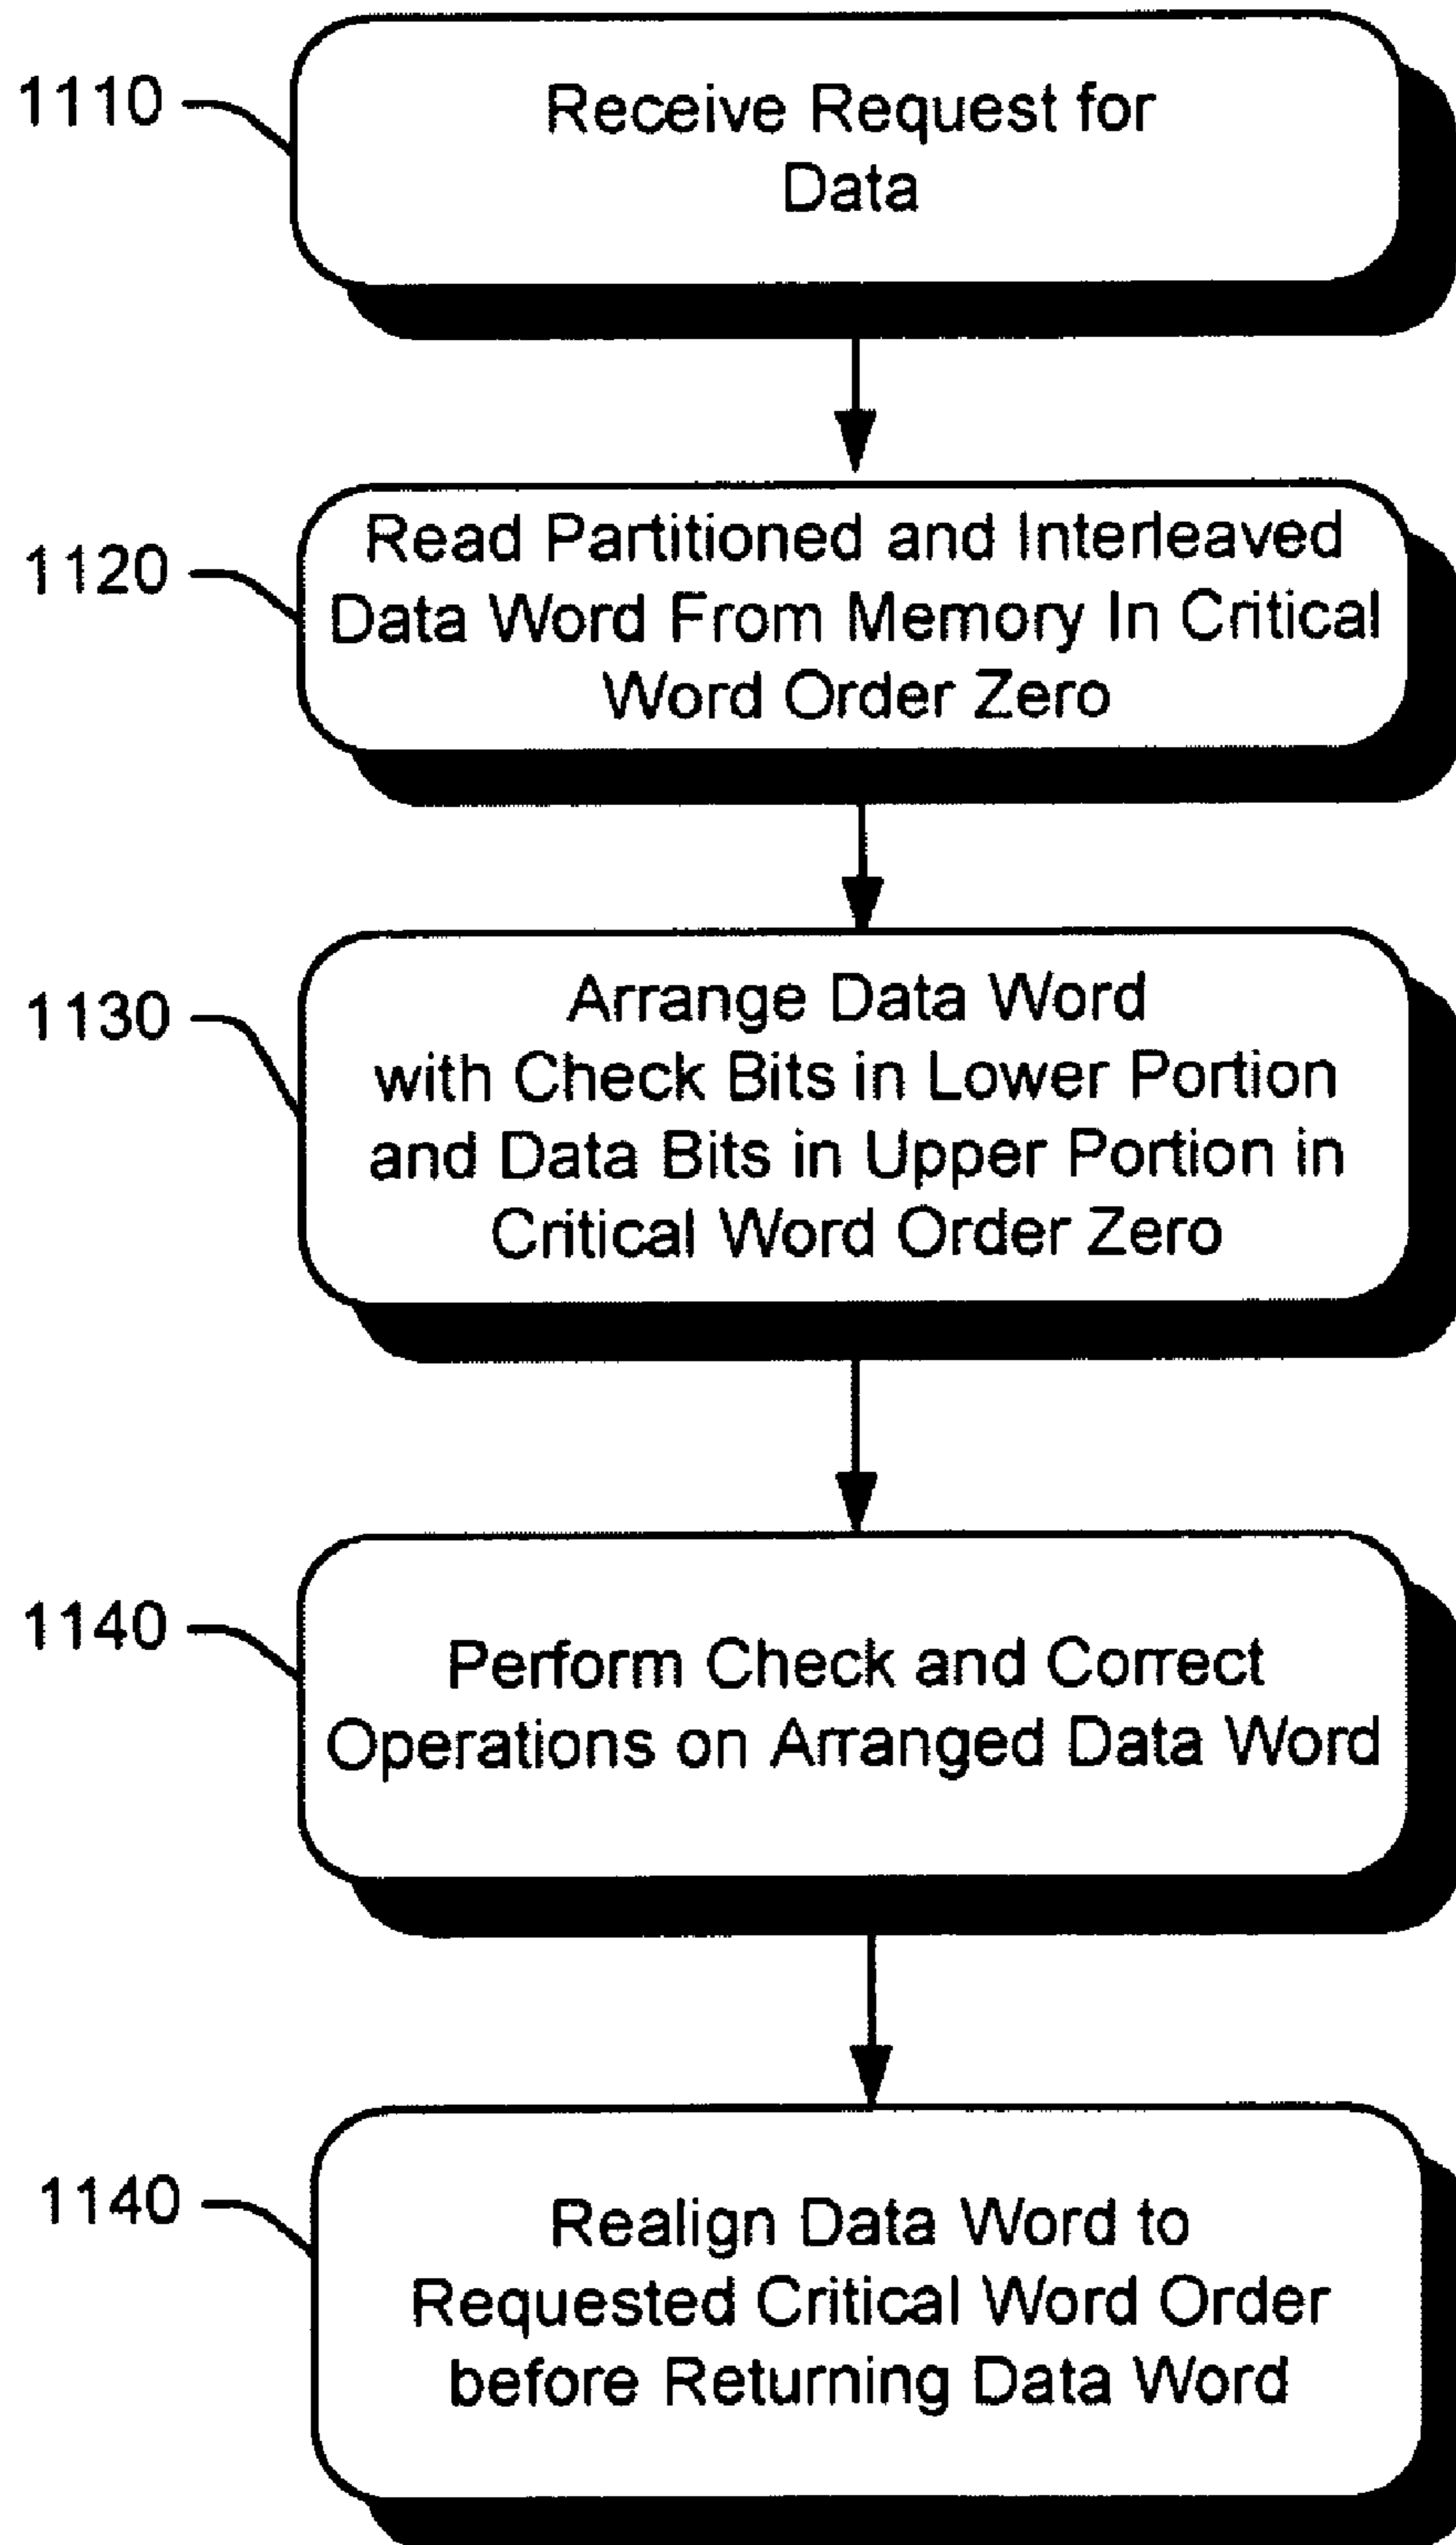 1110
Receive Request for
Data
1120
Read Partitioned and Interleaved
Data Word From Memory In Critical
Word Order Zero
1130
Arrange Data Word
with Check Bits in Lower Portion
and Data Bits in Upper Portion in
Critical Word Order Zero
1140
Perform Check and Correct
Operations on Arranged Data Word
1140
Realign Data Word to
Requested Critical Word Order
before Returning Data Word